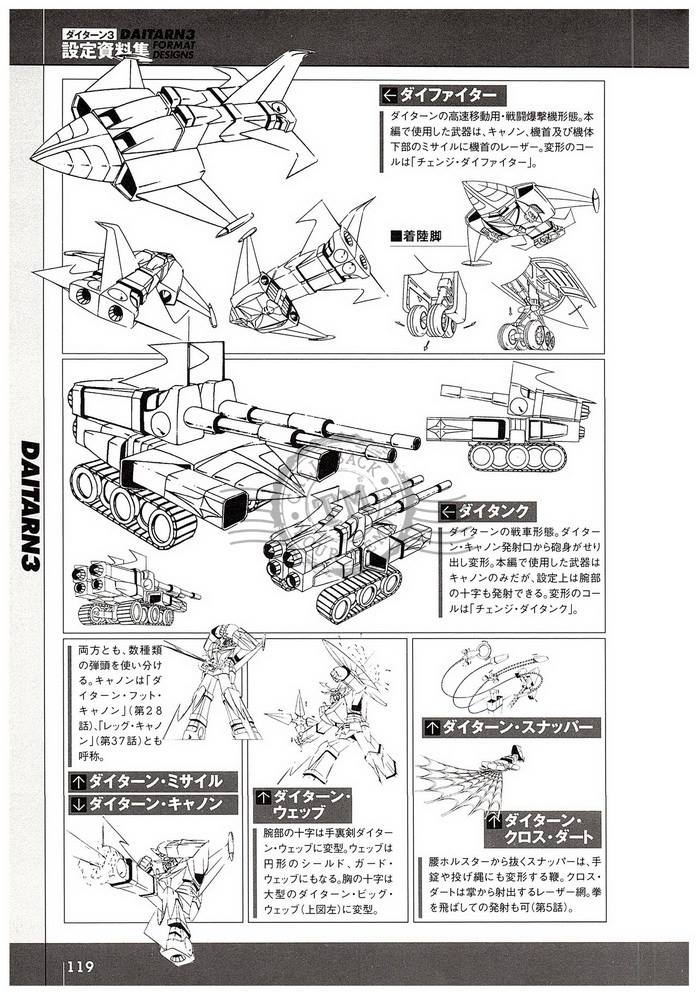 ダイターン3
DAITARN3
設定資料集
FORMAT
DESIGNS
←ダイファイター
ダイターンの高速移動用・戦闘爆撃機形態。本
編で使用した武器は、キャノン、機首及び機体
下部のミサイルに機首のレーザー。変形のコー
ルは「チェンジ・ダイファイター」。
■着陸脚
DAITARN3
←ダイタンク
ダイターンの戦車形態。ダイター
ン・キャノン発射口から砲身がせり
出し変形。本編で使用した武器は
キャノンのみだが、設定上は腕部
の十字も発射できる。変形のコー
ルは「チェンジ・ダイタンク」。
両方とも、数種類
の弾頭を使い分け
る。キャノンは「ダ
イターン・フット・
キャノン」(第28
話)、「レッグ・キャノ
ン」(第37話)とも
呼称。
↑ダイターン・ミサイル
↓ダイターン・キャノン
↑ダイターン・
ウェッブ
腕部の十字は手裏剣ダイター
ン・ウェッブに変型。ウェッブは
円形のシールド、ガード・
ウェッブにもなる。胸の十字は
大型のダイターン・ビッグ・
ウェッブ(上図左)に変型。
↑ダイターン・スナッパー
↑ダイターン・
クロス・ダート
腰ホルスターから抜くスナッパーは、手
錠や投げ縄にも変形する鞭。クロス・
ダートは掌から射出するレーザー網。拳
を飛ばしての発射も可(第5話)。
119